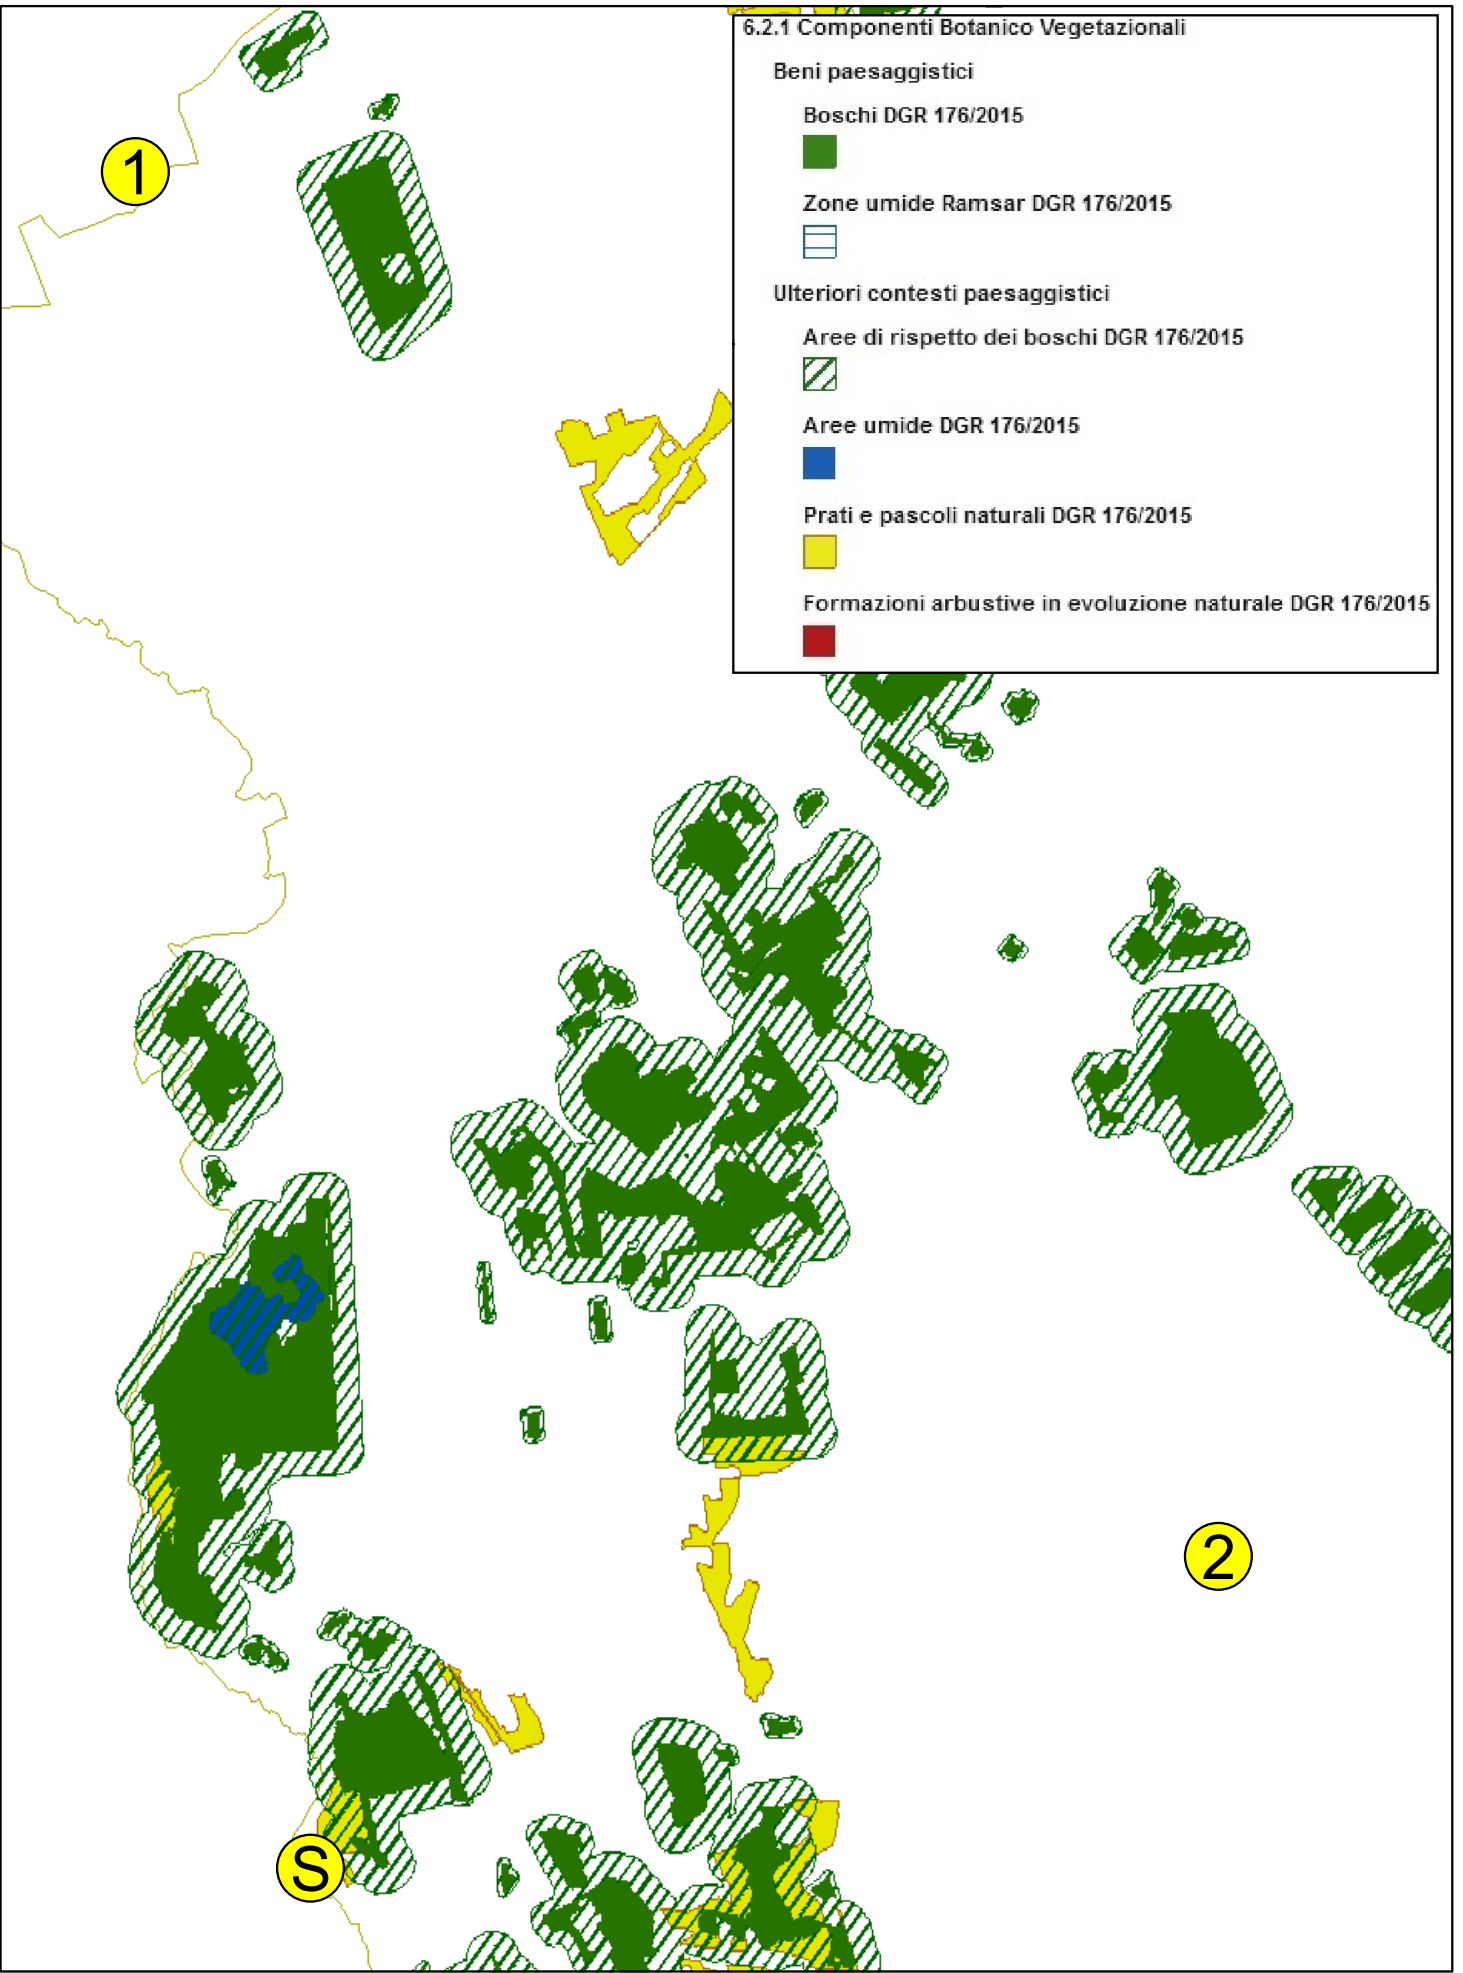 6.2.1 Componenti Botanico Vegetazionali
Beni paesaggistici
Boschi DGR 176/2015
Zone umide Ramsar DGR 176/2015
Ulteriori contesti paesaggistici
Aree di rispetto dei boschi DGR 176/2015
Aree umide DGR 176/2015
Prati e pascoli naturali DGR 176/2015
Formazioni arbustive in evoluzione naturale DGR 176/2015
1
2
S